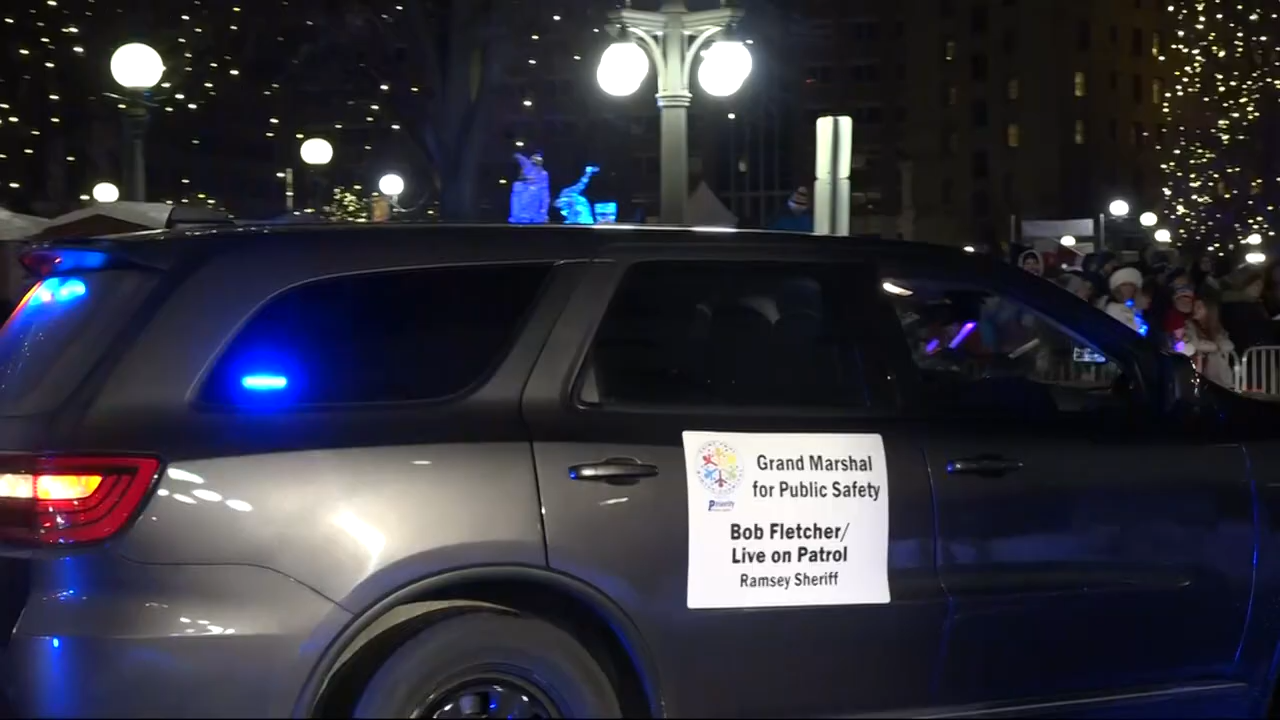 Grand Marshal
for Public Safety
Bob Fletcher/
Live on Patrol
Ramsey Sheriff